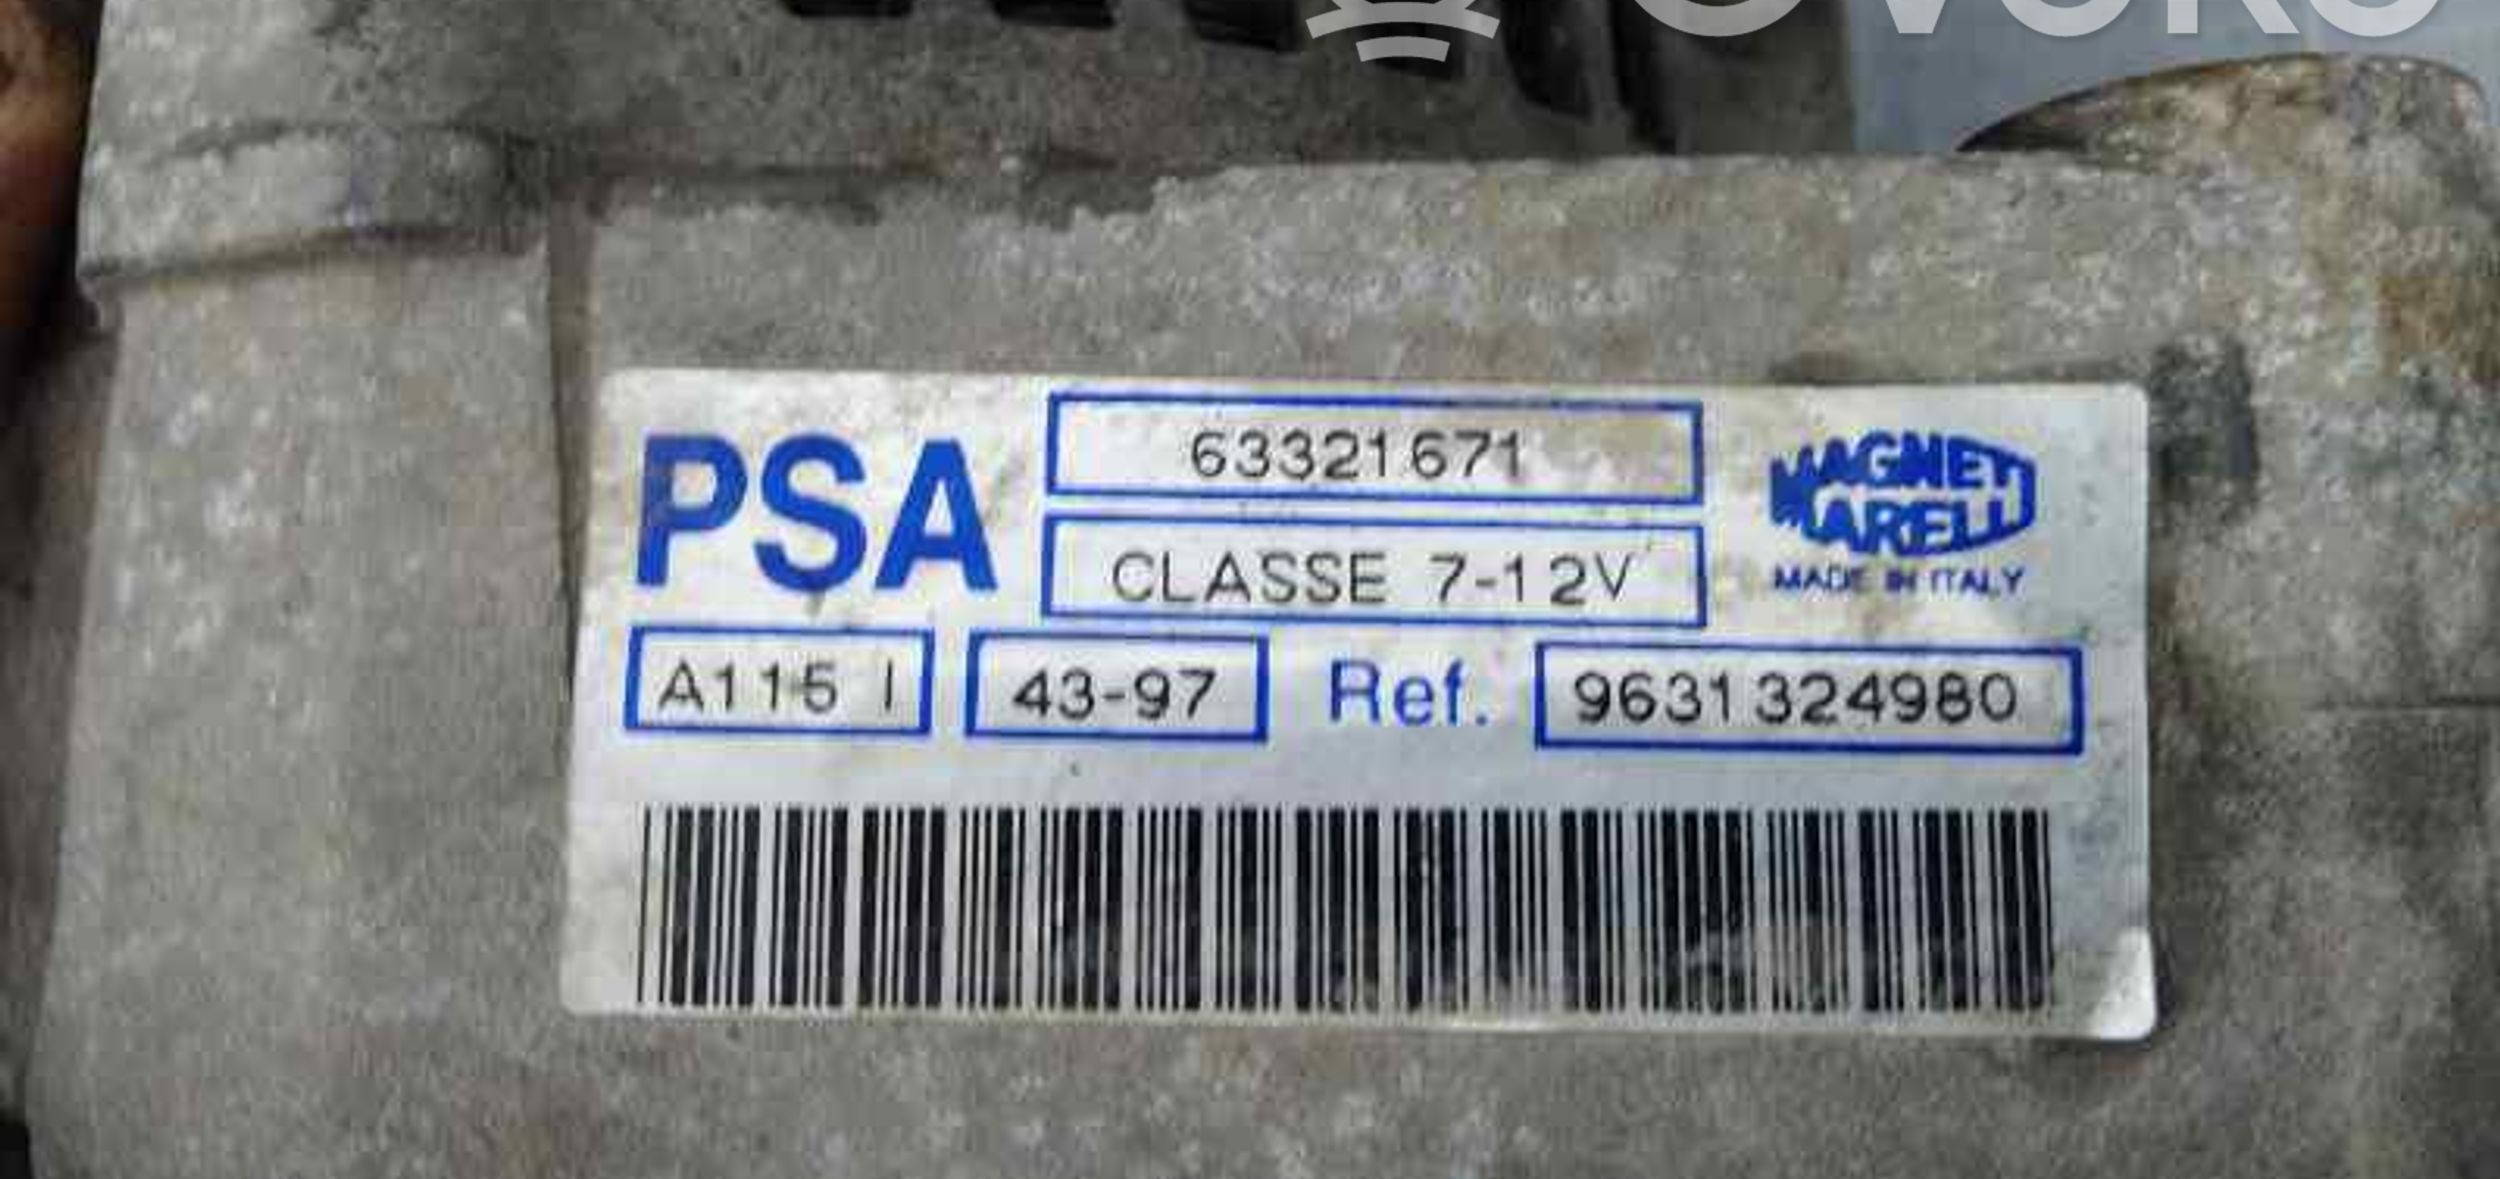 PSA
63321671
CLASSE 7-12V
MAGNETI
MARELLI
MADE IN ITALY
A115 I
43-97
Ref.
9631324980